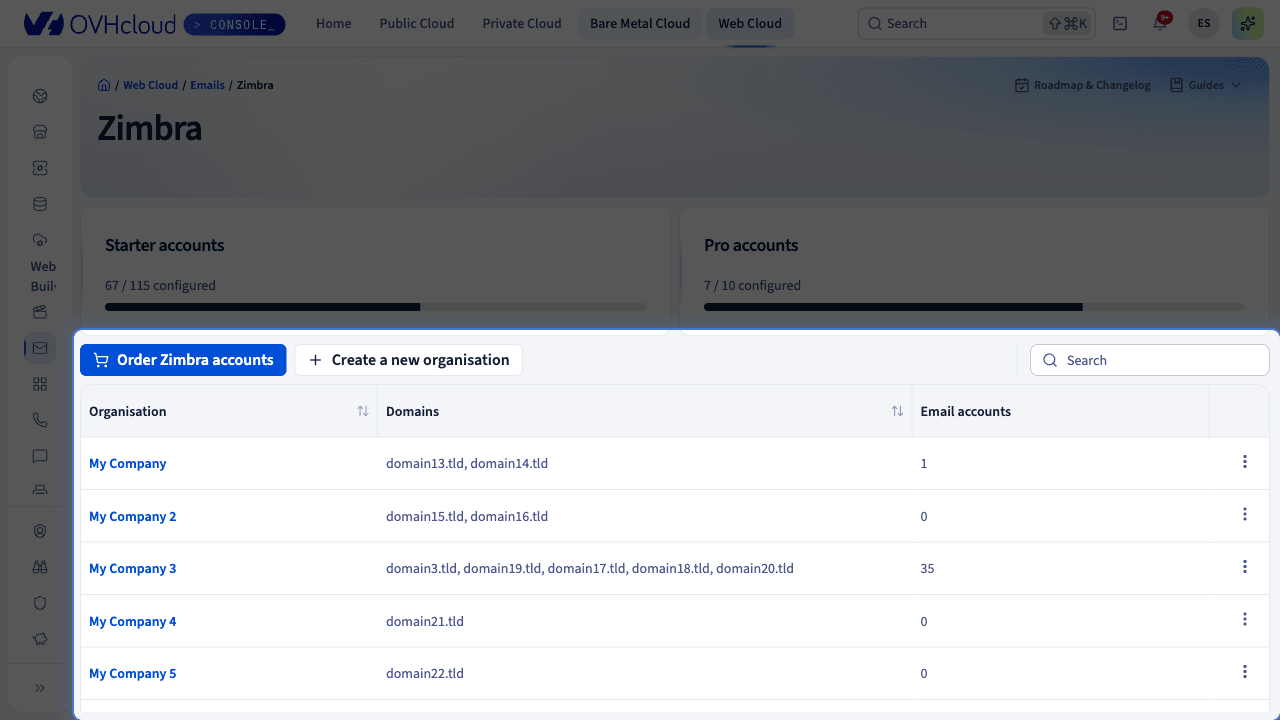 OVHcloud > CONSOLE_ Home Public Cloud Private Cloud Bare Metal Cloud Web Cloud Search ⇧⌘K 9+ ES
/ Web Cloud / Emails / Zimbra Roadmap & Changelog Guides
Zimbra
Starter accounts
67 / 115 configured
Pro accounts
7 / 10 configured
Web
Buil
Order Zimbra accounts Create a new organisation Search
Organisation Domains Email accounts
My Company domain13.tld, domain14.tld 1
My Company 2 domain15.tld, domain16.tld 0
My Company 3 domain3.tld, domain19.tld, domain17.tld, domain18.tld, domain20.tld 35
My Company 4 domain21.tld 0
My Company 5 domain22.tld 0